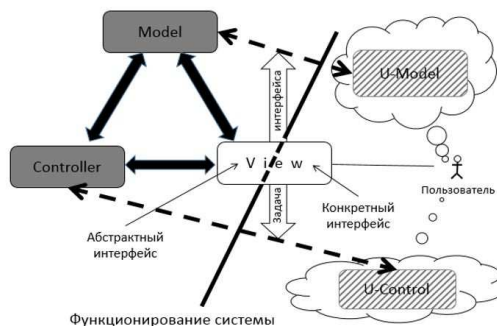 Model
U-Model
интерфейса
Controller
V i e w
Пользователь
Задача
Абстрактный
интерфейс
Конкретный
интерфейс
U-Control
Функционирование системы